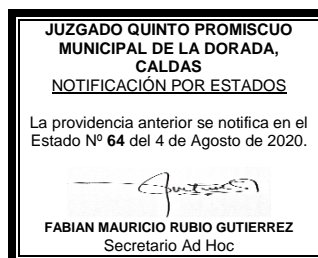 JUZGADO QUINTO PROMISCUO
MUNICIPAL DE LA DORADA,
CALDAS
NOTIFICACIÓN POR ESTADOS
La providencia anterior se notifica en el
Estado Nº 64 del 4 de Agosto de 2020.
FABIAN MAURICIO RUBIO GUTIERREZ
Secretario Ad Hoc